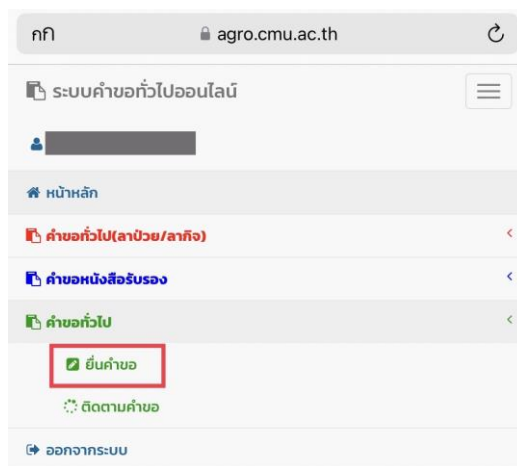 กกิ agro.cmu.ac.th
ระบบคำขอทั่วไปออนไลน์
หน้าหลัก
คำขอทั่วไป(ลาป่วย/ลากิจ)
คำขอหนังสือรับรอง
คำขอทั่วไป
ยื่นคำขอ
ติดตามคำขอ
ออกจากระบบ